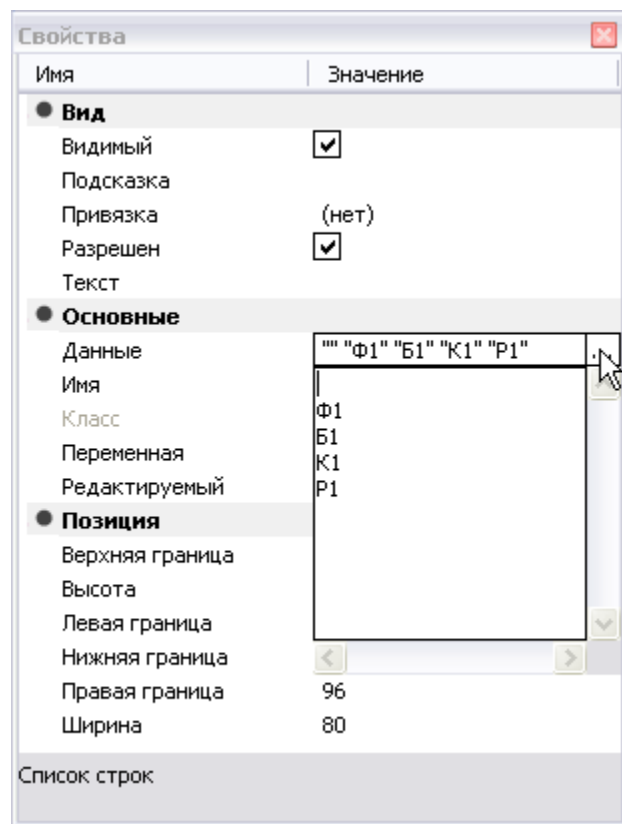 Свойства
Имя Значение
Вид
Видимый
Подсказка
Привязка (нет)
Разрешен
Текст
Основные
Данные "" "Ф1" "Б1" "К1" "Р1" ...
Имя
Ф1
Класс
Б1
Переменная
К1
Редактируемый
Р1
Позиция
Верхняя граница
Высота
Левая граница
Нижняя граница
Правая граница 96
Ширина 80
Список строк